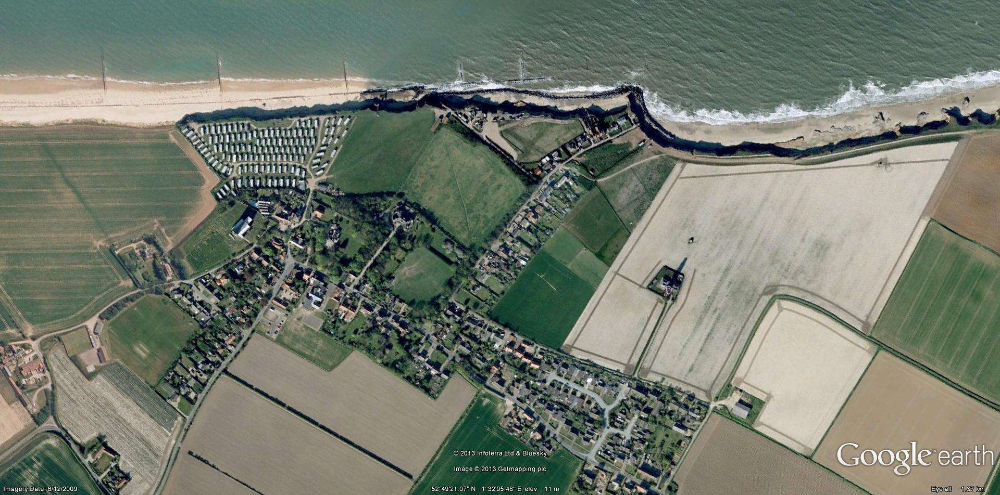 © 2013 Infoterra Ltd & Bluesky
Image © 2013 Getmapping plc
Google™ earth
Imagery Date: 6/12/2009
52°49'21.07" N 1°32'05.48" E elev 11 m
Eye alt 1.37 km